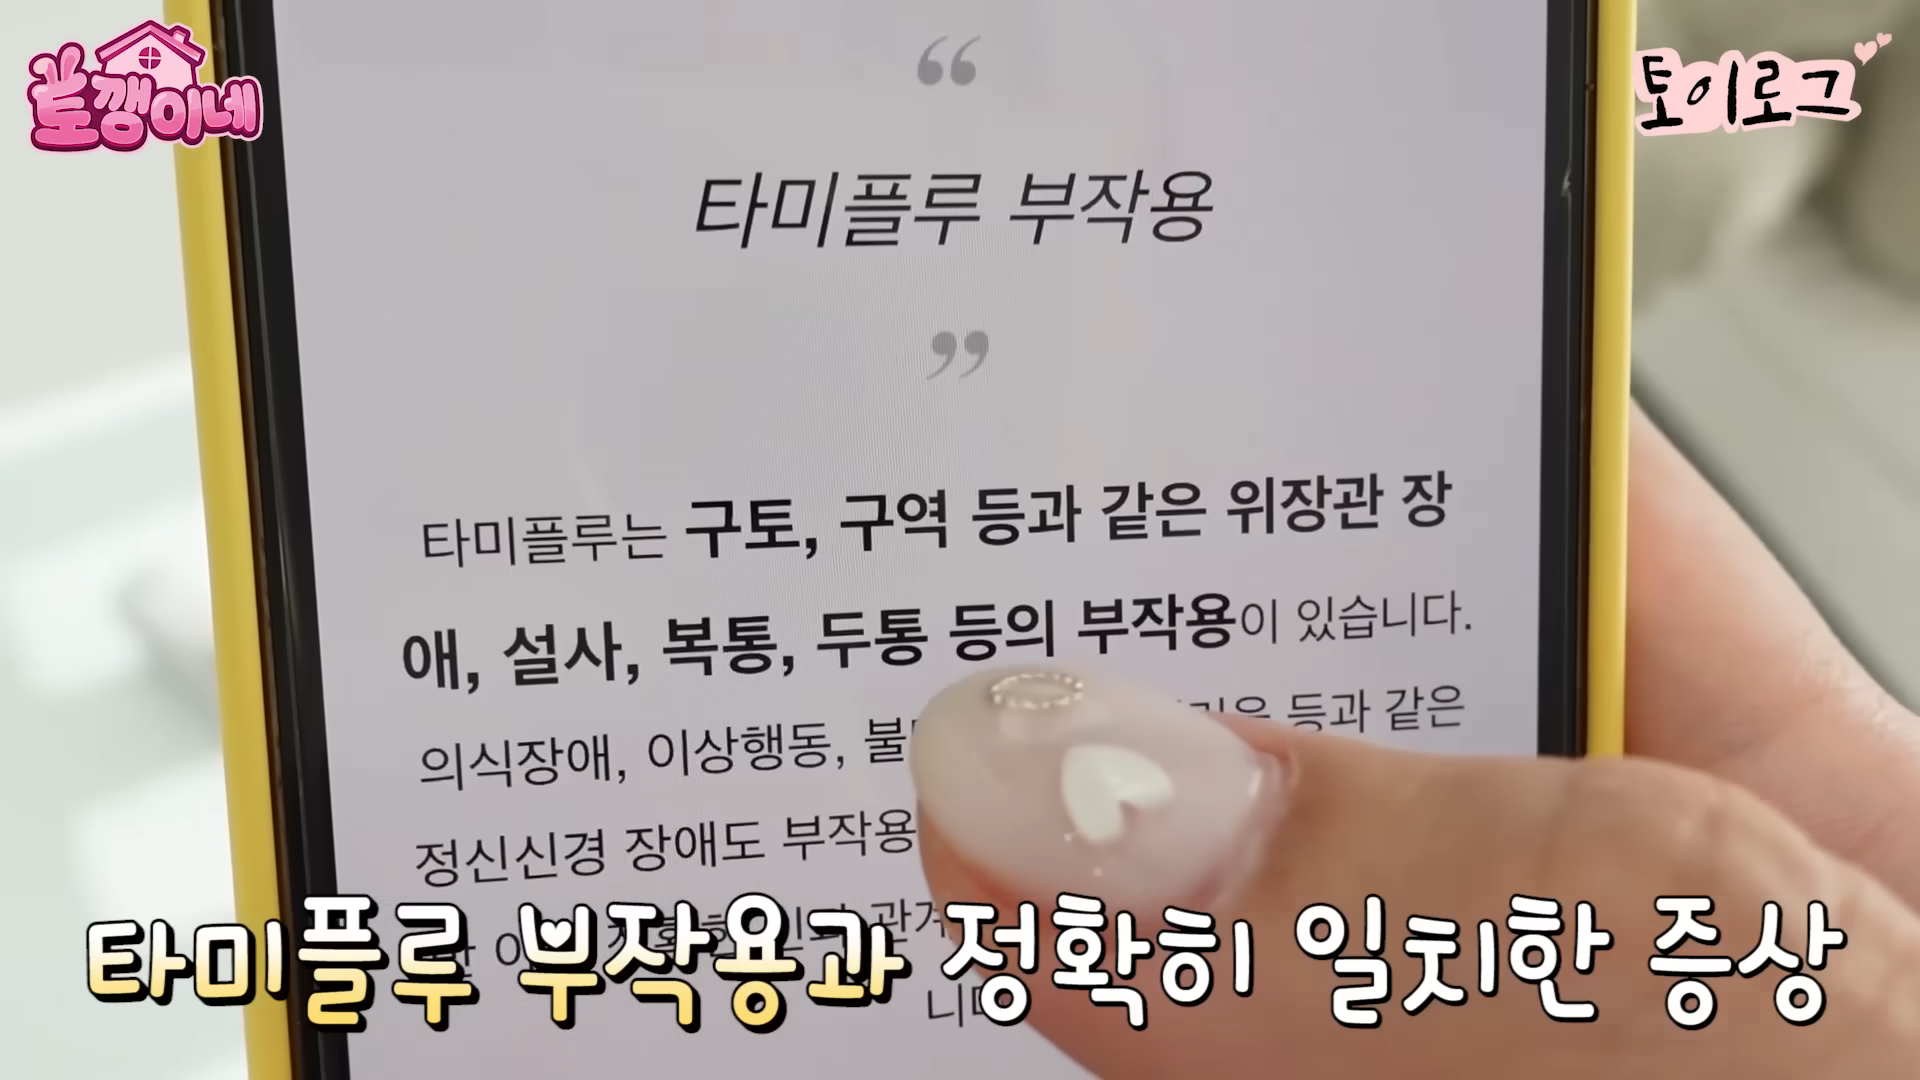 토깽이네
토이로그
“
타미플루 부작용
”
타미플루는 구토, 구역 등과 같은 위장관 장
애, 설사, 복통, 두통 등의 부작용이 있습니다.
의식장애, 이상행동, 등과 같은
정신신경 장애도 부작용
타미플루 부작용과 정확히 일치한 증상